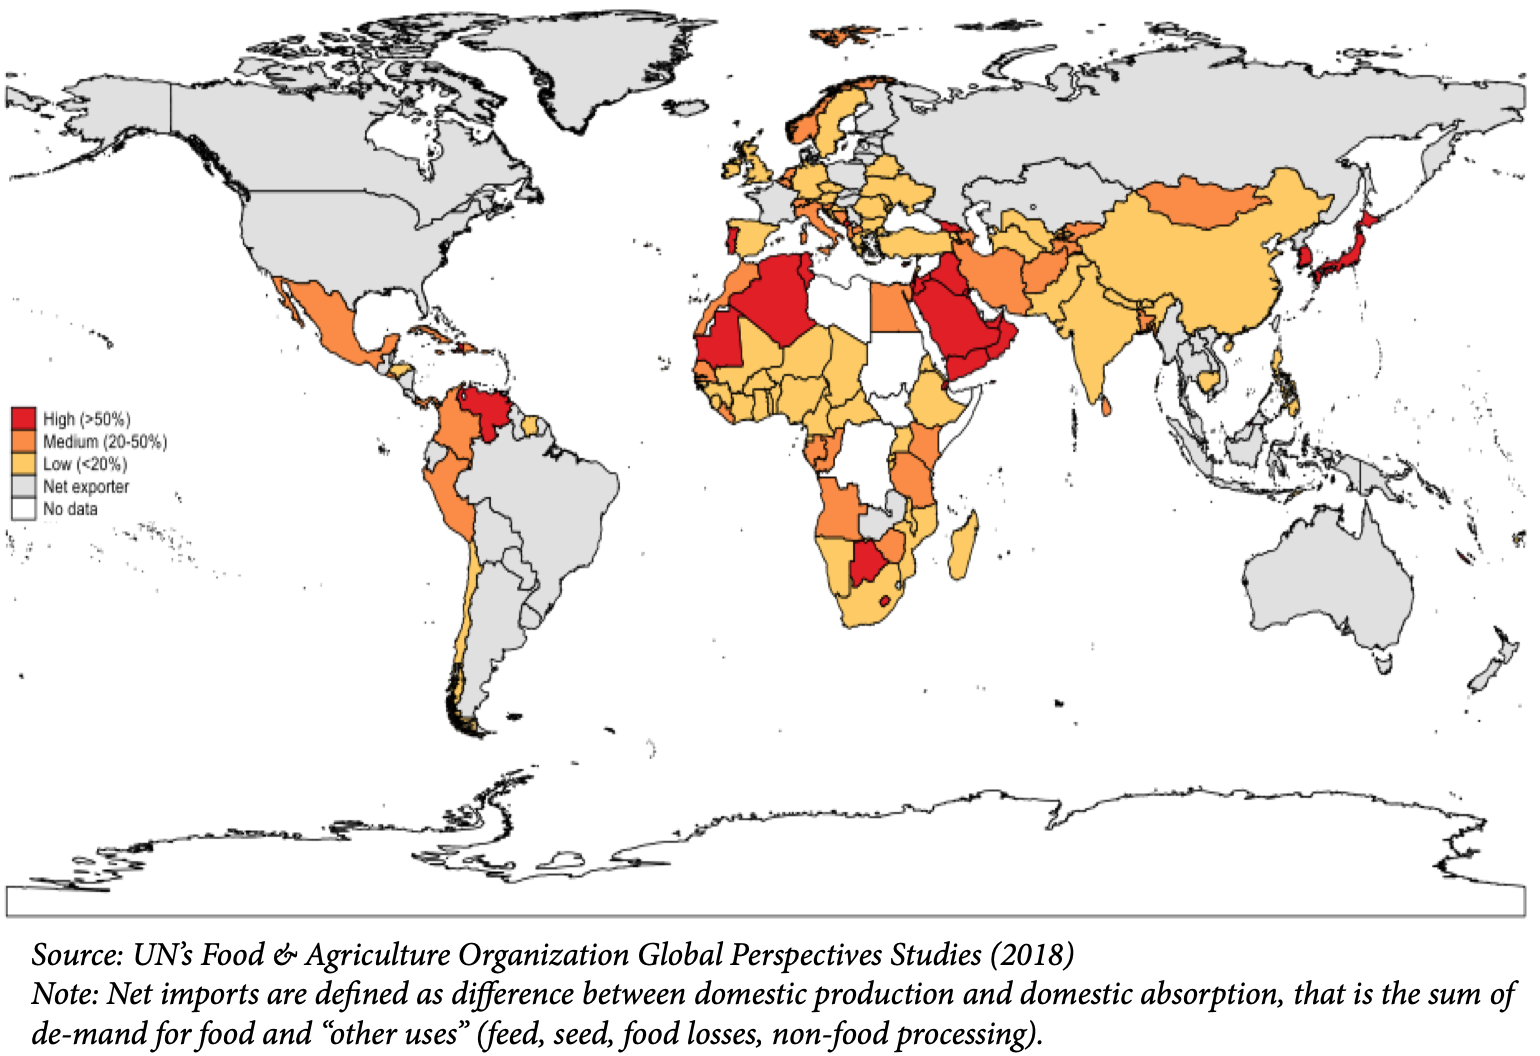 High (>50%)
Medium (20-50%)
Low (<20%)
Net exporter
No data
Source: UN’s Food & Agriculture Organization Global Perspectives Studies (2018)
Note: Net imports are defined as difference between domestic production and domestic absorption, that is the sum of
de-mand for food and “other uses” (feed, seed, food losses, non-food processing).